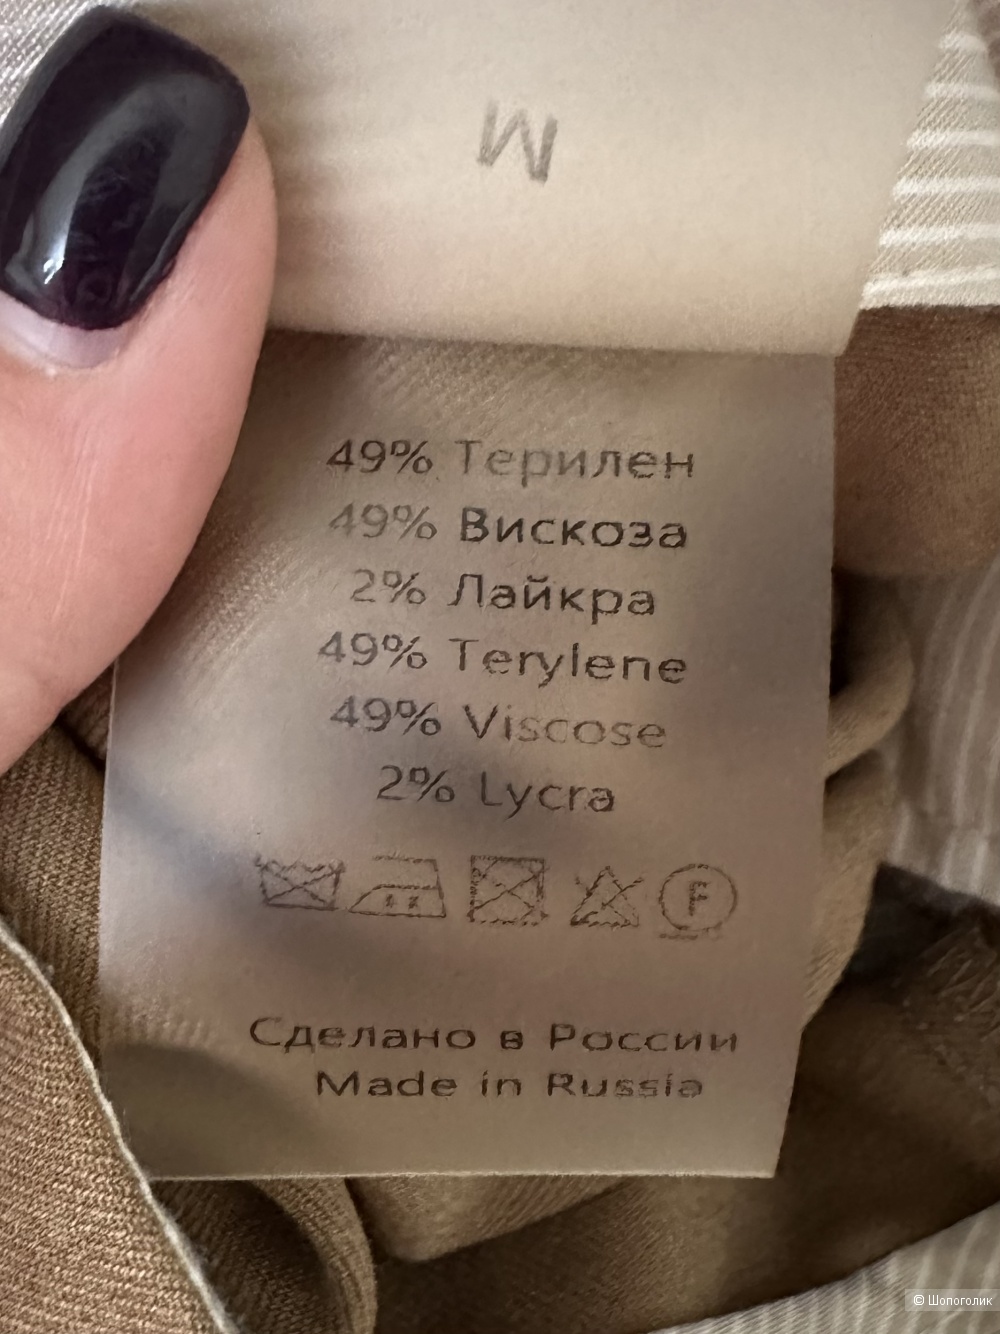 M
49% Терилен
49% Вискоза
2% Лайкра
49% Terylene
49% Viscose
2% Lycra
F
Сделано в России
Made in Russia
© Шопоголик